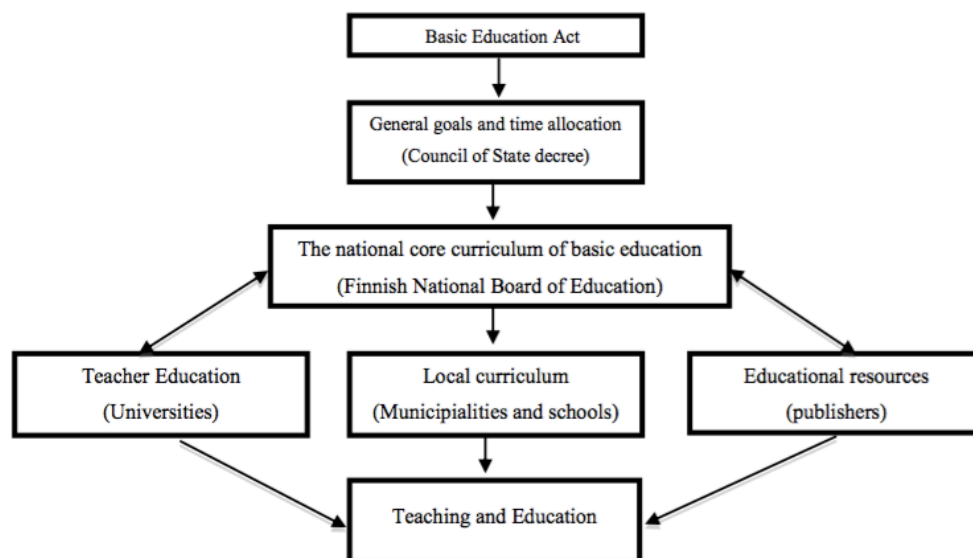 Basic Education Act
General goals and time allocation
(Council of State decree)
The national core curriculum of basic education
(Finnish National Board of Education)
Teacher Education
(Universities)
Local curriculum
(Municipialities and schools)
Educational resources
(publishers)
Teaching and Education